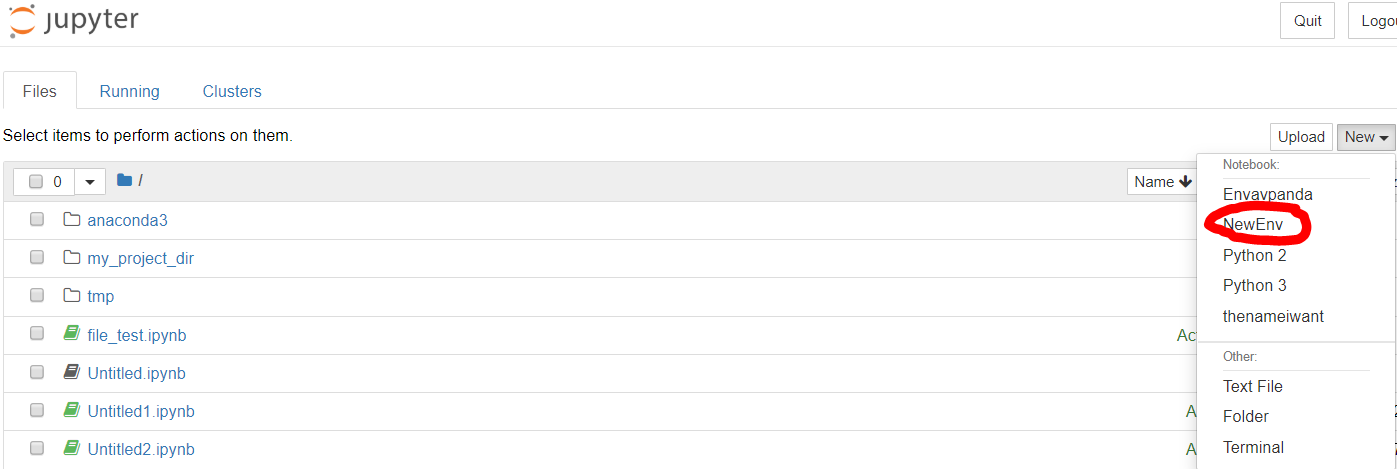 jupyter
Quit Logou
Files Running Clusters
Select items to perform actions on them.
Upload New
Notebook:
0 / Name
Envavpanda
anaconda3
NewEnv
my_project_dir
Python 2
tmp
Python 3
thenameiwant
file_test.ipynb Ac
Other:
Untitled.ipynb
Text File
Untitled1.ipynb A
Folder
Untitled2.ipynb A
Terminal